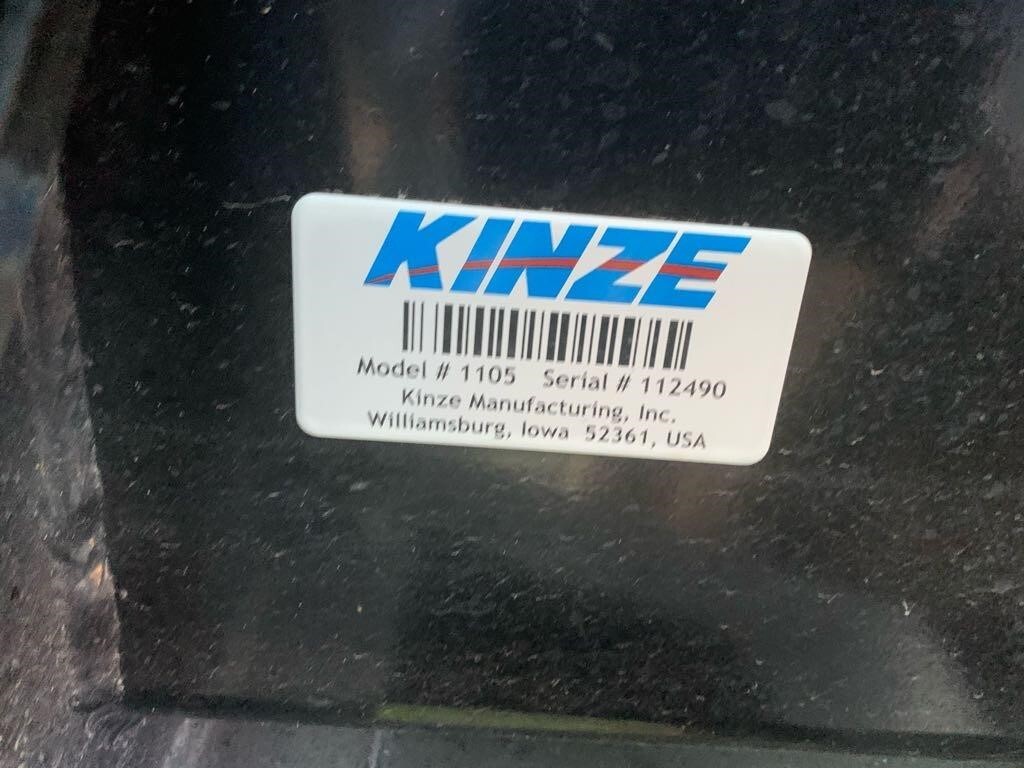 KINZE
Model # 1105 Serial # 112490
Kinze Manufacturing, Inc.
Williamsburg, Iowa 52361, USA